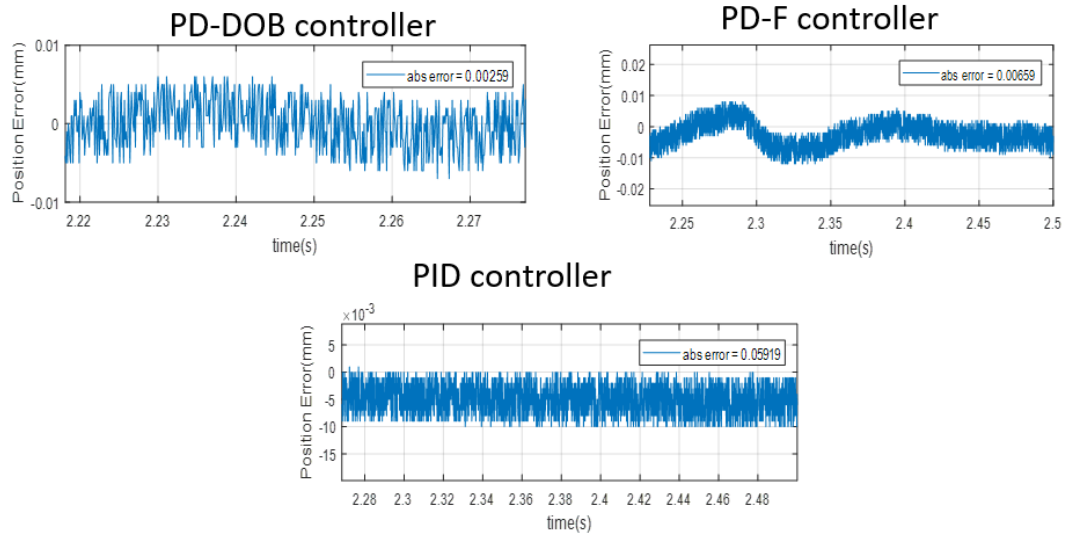 PD-DOB controller
PD-F controller
0.01
0
-0.01
Position Error(mm)
abs error = 0.00259
2.22 2.23 2.24 2.25 2.26 2.27
time(s)
0.02
0.01
0
-0.01
-0.02
Position Error(mm)
abs error = 0.00659
2.25 2.3 2.35 2.4 2.45 2.5
time(s)
PID controller
×10⁻³
5
0
-5
-10
-15
Position Error(mm)
abs error = 0.05919
2.28 2.3 2.32 2.34 2.36 2.38 2.4 2.42 2.44 2.46 2.48
time(s)